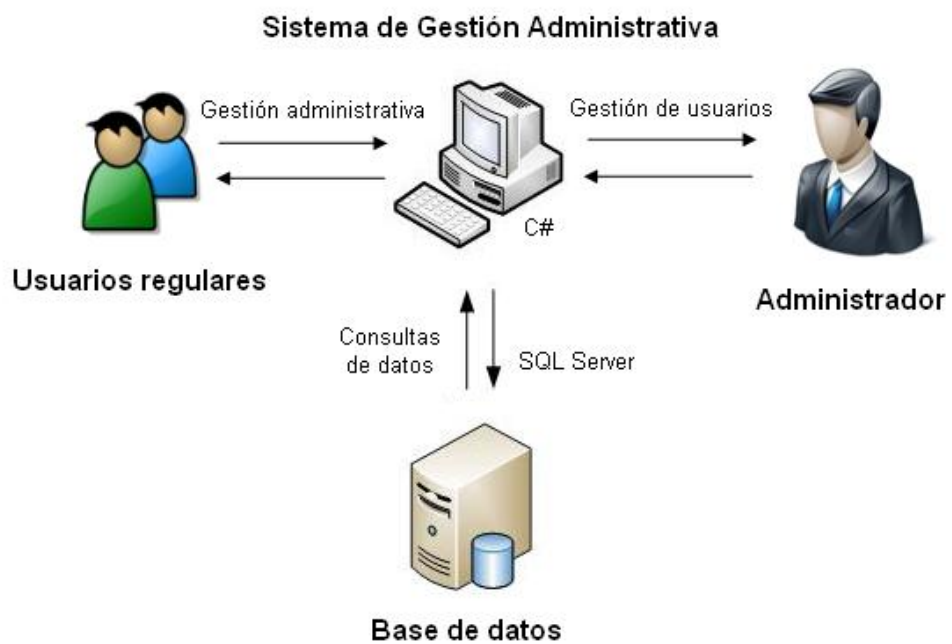 Sistema de Gestión Administrativa
Gestión administrativa
Gestión de usuarios
C#
Usuarios regulares
Administrador
Consultas
de datos
SQL Server
Base de datos